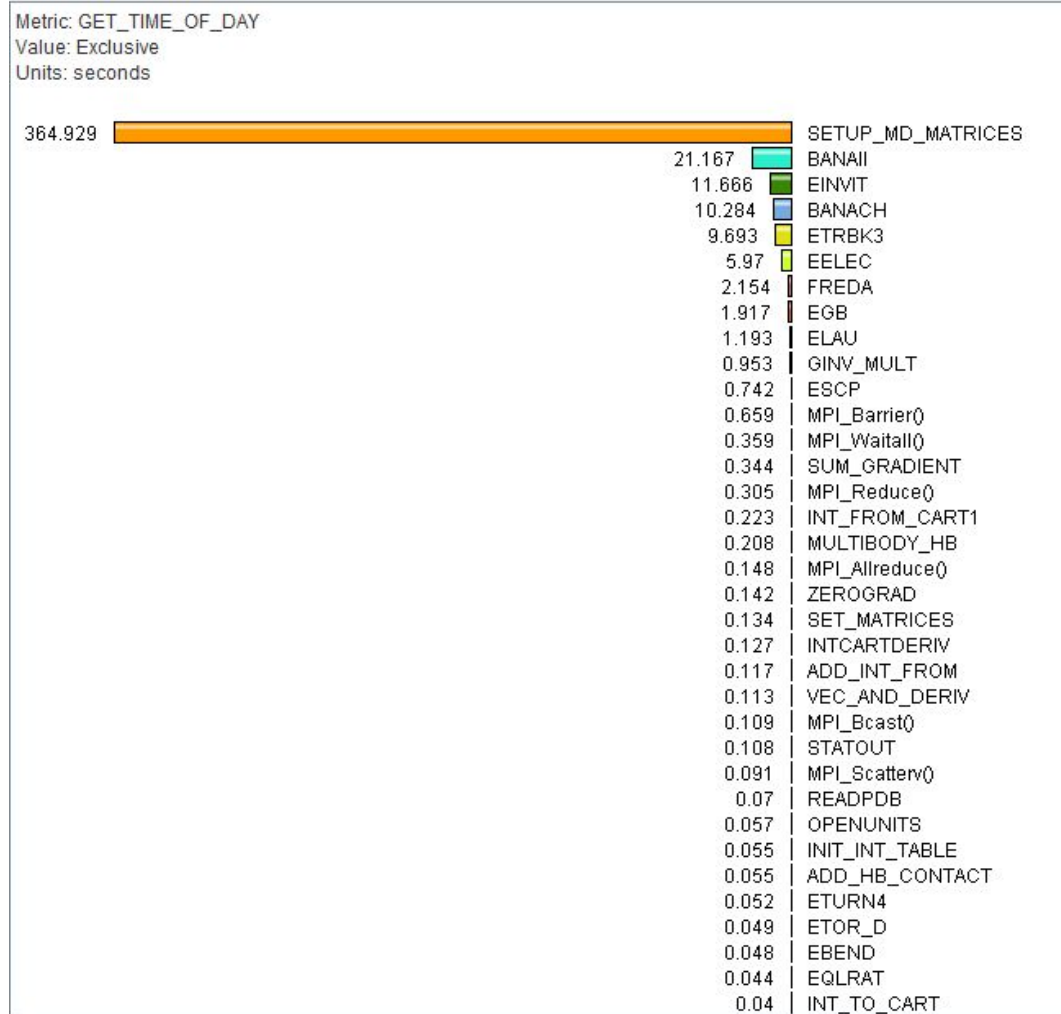 Metric: GET_TIME_OF_DAY
Value: Exclusive
Units: seconds
364.929 SETUP_MD_MATRICES
21.167 BANAII
11.666 EINVIT
10.284 BANACH
9.693 ETRBK3
5.97 EELEC
2.154 FREDA
1.917 EGB
1.193 ELAU
0.953 GINV_MULT
0.742 ESCP
0.659 MPI_Barrier()
0.359 MPI_Waitall()
0.344 SUM_GRADIENT
0.305 MPI_Reduce()
0.223 INT_FROM_CART1
0.208 MULTIBODY_HB
0.148 MPI_Allreduce()
0.142 ZEROGRAD
0.134 SET_MATRICES
0.127 INTCARTDERIV
0.117 ADD_INT_FROM
0.113 VEC_AND_DERIV
0.109 MPI_Bcast()
0.108 STATOUT
0.091 MPI_Scatterv()
0.07 READPDB
0.057 OPENUNITS
0.055 INIT_INT_TABLE
0.055 ADD_HB_CONTACT
0.052 ETURN4
0.049 ETOR_D
0.048 EBEND
0.044 EQLRAT
0.04 INT_TO_CART